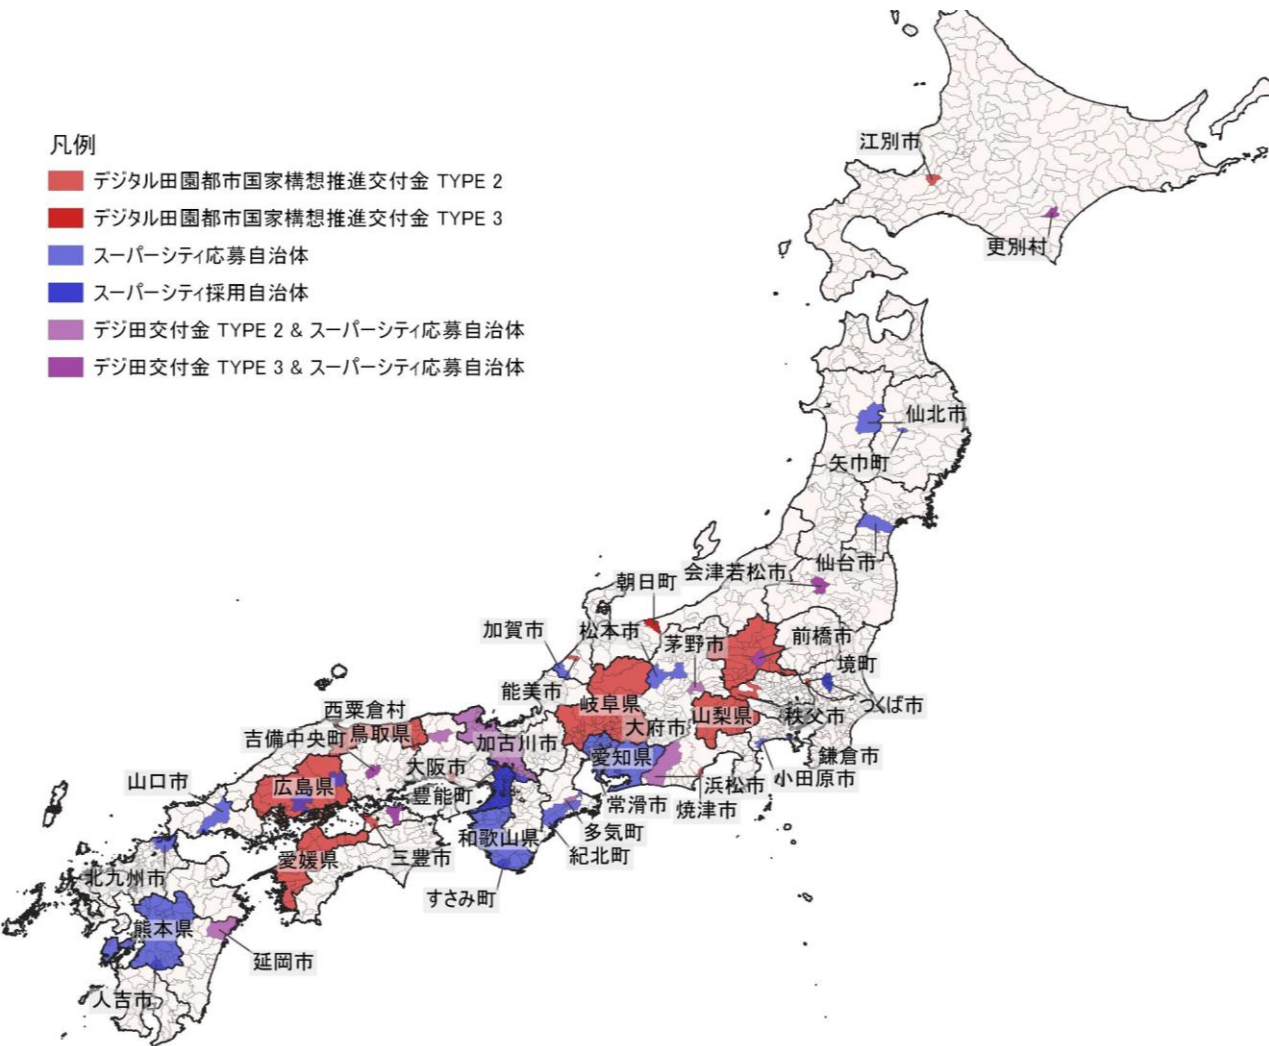 凡例
デジタル田園都市国家構想推進交付金 TYPE 2
デジタル田園都市国家構想推進交付金 TYPE 3
スーパーシティ応募自治体
スーパーシティ採用自治体
デジ田交付金 TYPE 2 & スーパーシティ応募自治体
デジ田交付金 TYPE 3 & スーパーシティ応募自治体
江別市
更別村
仙北市
矢巾町
仙台市
会津若松市
朝日町
加賀市
松本市
茅野市
前橋市
境町
能美市
つくば市
西粟倉村
岐阜県
山梨県
秩父市
吉備中央町
鳥取県
大府市
加古川市
愛知県
鎌倉市
大阪市
山口市
広島県
豊能町
浜松市
小田原市
常滑市
焼津市
和歌山県
多気町
愛媛県
三豊市
紀北町
北九州市
すさみ町
熊本県
延岡市
人吉市